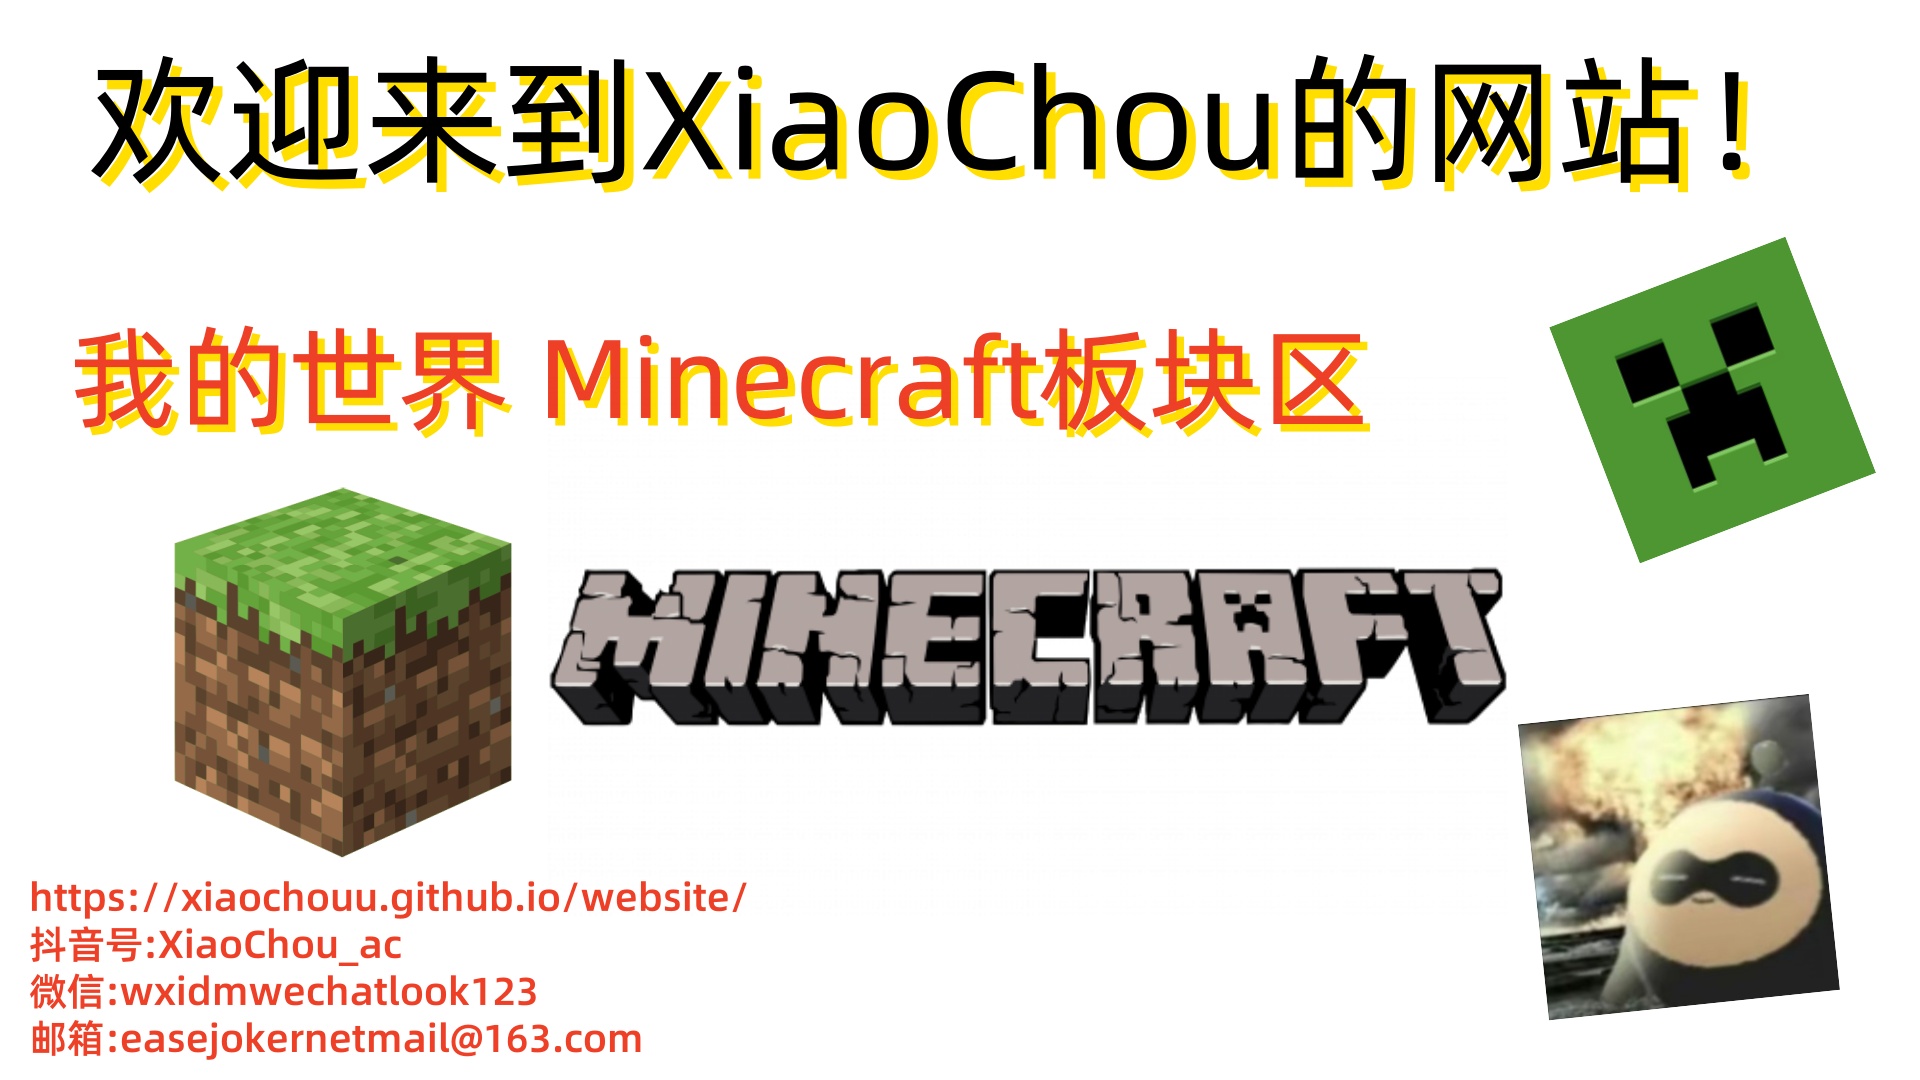 欢迎来到XiaoChou的网站！
我的世界 Minecraft板块区
MINECRAFT
https://xiaochouu.github.io/website/
抖音号:XiaoChou_ac
微信:wxidmwechatlook123
邮箱:easejokernetmail@163.com